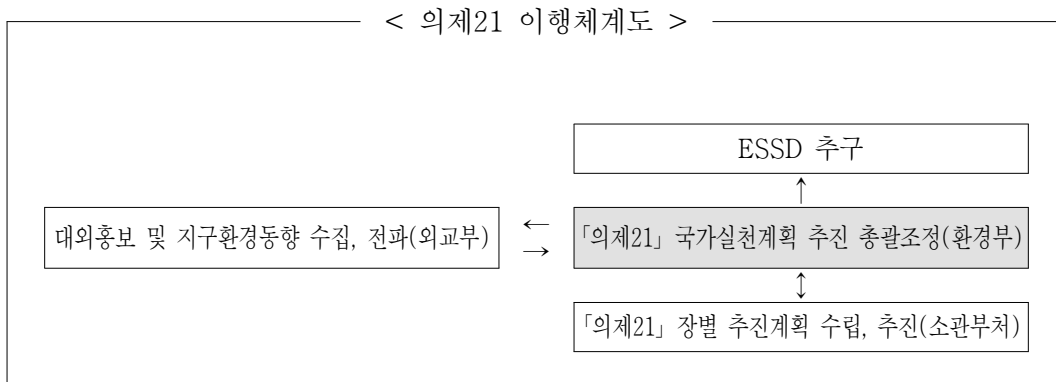 < 의제21 이행체계도 >
ESSD 추구
↑
대외홍보 및 지구환경동향 수집, 전파(외교부)
←
→
「의제21」 국가실천계획 추진 총괄조정(환경부)
↕
「의제21」 장별 추진계획 수립, 추진(소관부처)